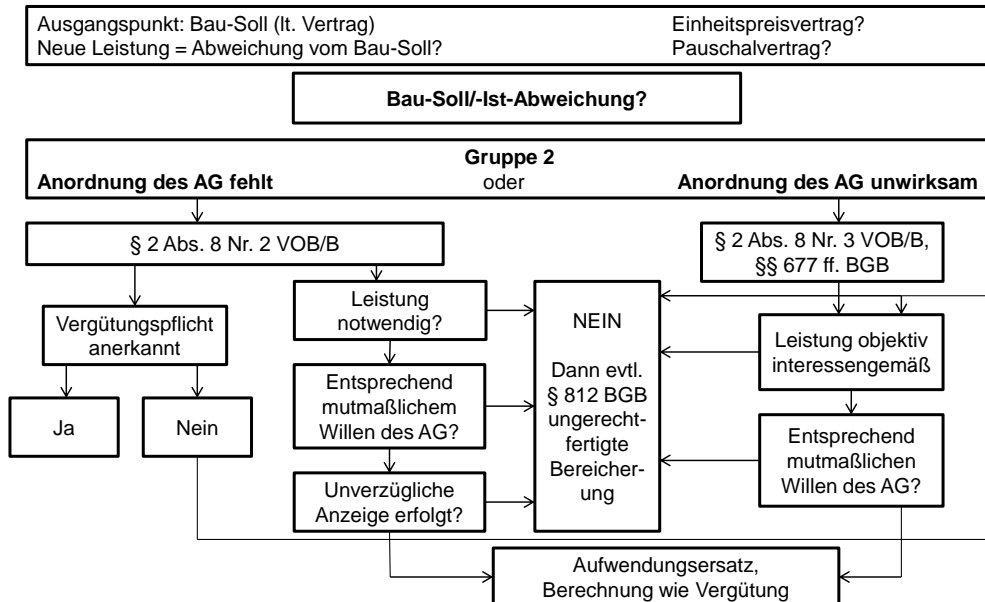 Ausgangspunkt: Bau-Soll (lt. Vertrag) Einheitspreisvertrag?
Neue Leistung = Abweichung vom Bau-Soll? Pauschalvertrag?
Bau-Soll/-Ist-Abweichung?
Gruppe 2
Anordnung des AG fehlt oder Anordnung des AG unwirksam
§ 2 Abs. 8 Nr. 2 VOB/B
§ 2 Abs. 8 Nr. 3 VOB/B,
§§ 677 ff. BGB
Vergütungspflicht
anerkannt
Ja
Nein
Leistung
notwendig?
Entsprechend
mutmaßlichem
Willen des AG?
Unverzügliche
Anzeige erfolgt?
NEIN
Dann evtl.
§ 812 BGB
ungerecht-
fertigte
Bereicher-
ung
Leistung objektiv
interessengemäß
Entsprechend
mutmaßlichen
Willen des AG?
Aufwendungsersatz,
Berechnung wie Vergütung